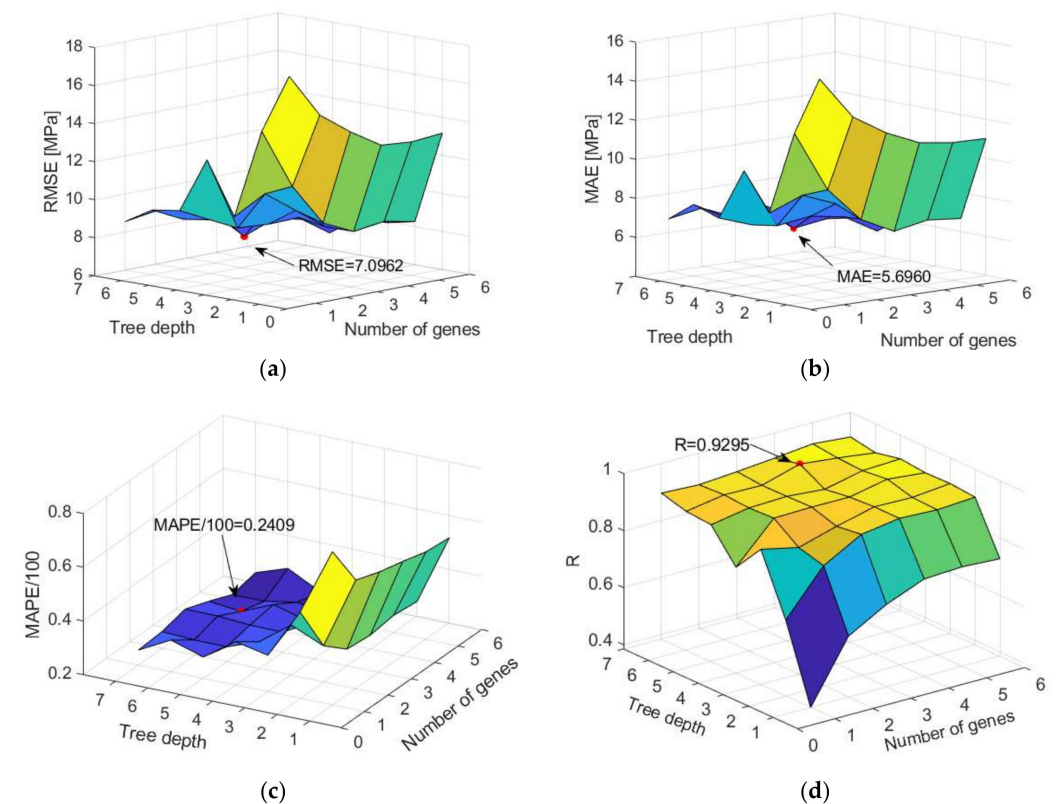 18
16
14
12
10
8
6
RMSE [MPa]
RMSE=7.0962
7 6 5 4 3 2 1 0
1 2 3 4 5 6
Tree depth
Number of genes
(a)
16
14
12
10
8
6
MAE [MPa]
MAE=5.6960
7 6 5 4 3 2 1
0 1 2 3 4 5 6
Tree depth
Number of genes
(b)
0.8
0.6
0.4
0.2
MAPE/100
MAPE/100=0.2409
7 6 5 4 3 2 1
0 1 2 3 4 5 6
Tree depth
Number of genes
(c)
R=0.9295
1
0.8
0.6
0.4
R
7 6 5 4 3 2 1
0 1 2 3 4 5 6
Tree depth
Number of genes
(d)